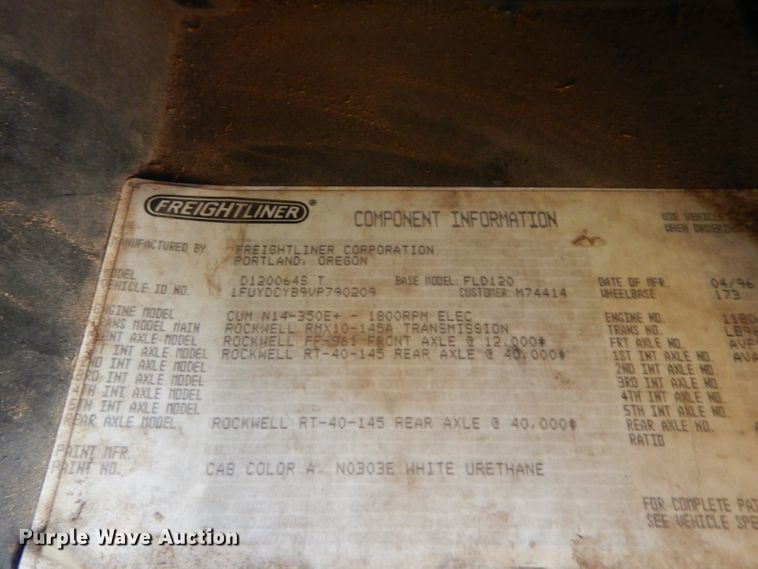 FREIGHTLINER® COMPONENT INFORMATION USE VEHICLE
WHEN ORDERI
MANUFACTURED BY FREIGHTLINER CORPORATION
PORTLAND, OREGON
MODEL D120064S T BASE MODEL: FLD120 DATE OF MFR. 04/96
VEHICLE ID NO. 1FUYDCYB9VP790209 CUSTOMER: M74414 WHEELBASE 173
ENGINE MODEL CUM N14-350E+ - 1800RPM ELEC ENGINE NO. 1180
TRANS MODEL MAIN ROCKWELL RMX10-145A TRANSMISSION TRANS NO. LB96
FRONT AXLE MODEL ROCKWELL FF-961 FRONT AXLE @ 12,000# FRT AXLE NO. AVF
1ST INT AXLE MODEL ROCKWELL RT-40-145 REAR AXLE @ 40,000# 1ST INT AXLE NO. AVA
2ND INT AXLE MODEL 2ND INT AXLE NO.
3RD INT AXLE MODEL 3RD INT AXLE NO.
4TH INT AXLE MODEL 4TH INT AXLE NO.
5TH INT AXLE MODEL 5TH INT AXLE NO.
REAR AXLE MODEL ROCKWELL RT-40-145 REAR AXLE @ 40,000# REAR AXLE NO.
RATIO
PAINT MFR.
PAINT NO. CAB COLOR A: N0303E WHITE URETHANE
FOR COMPLETE PA
SEE VEHICLE SPE
Purple Wave Auction